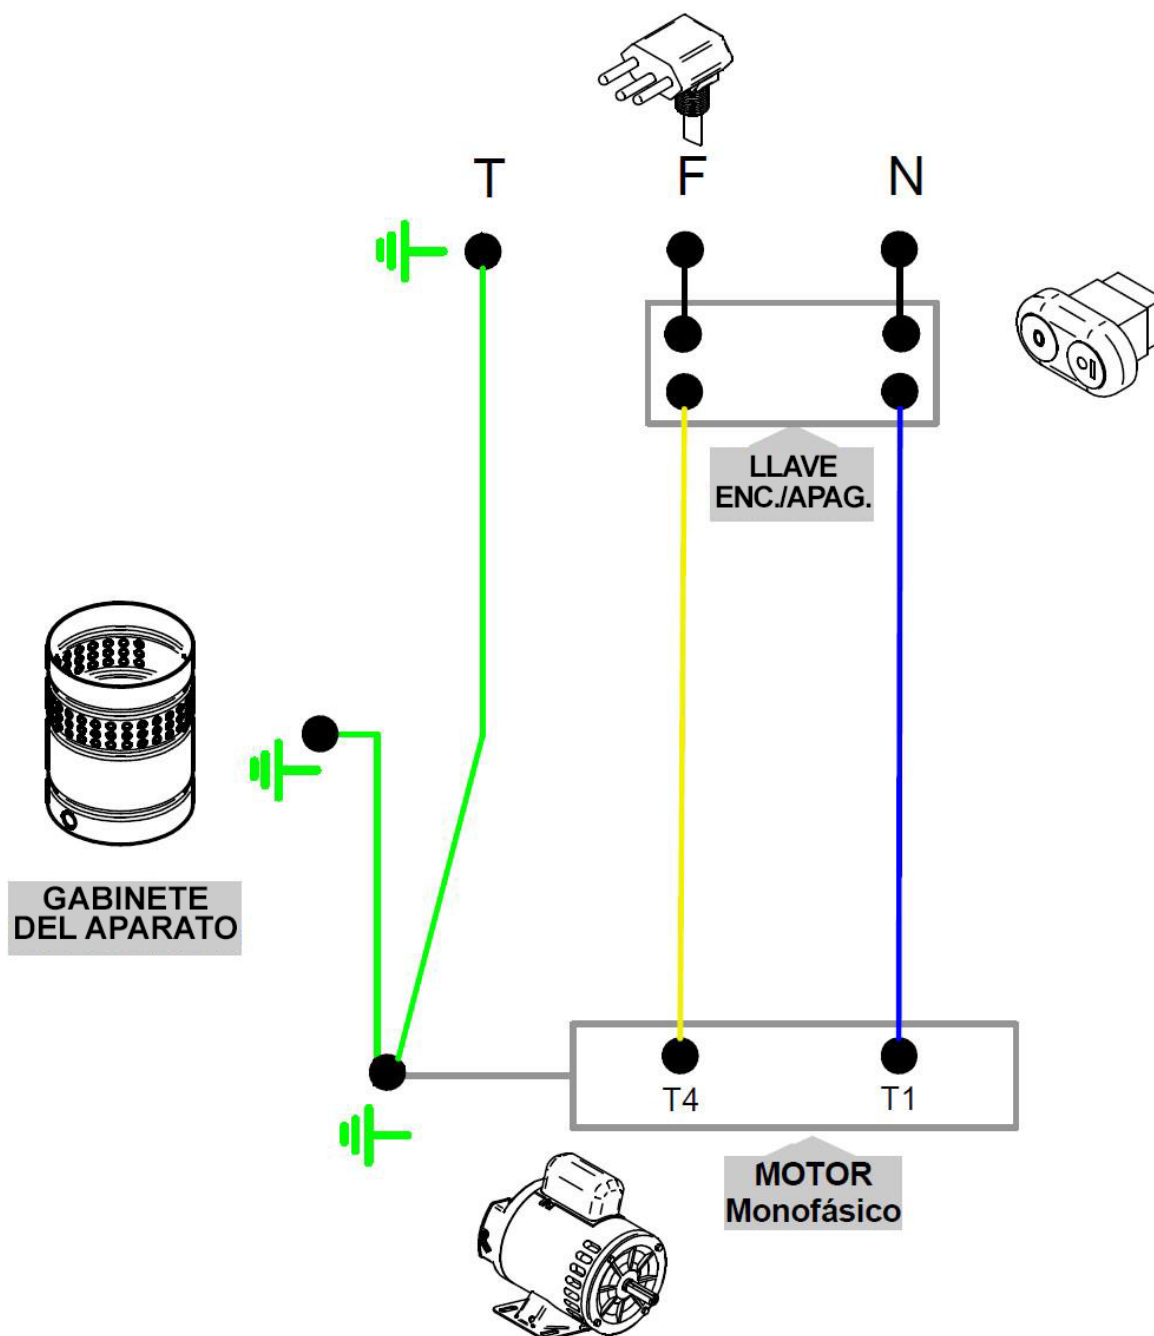 T F N
LLAVE
ENC./APAG.
GABINETE
DEL APARATO
T4 T1
MOTOR
Monofásico